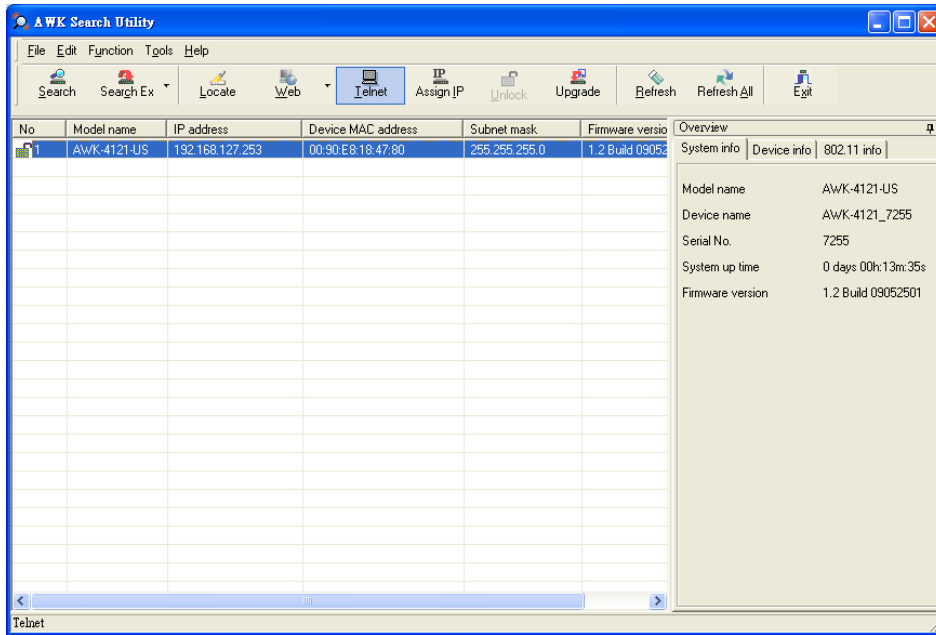 AWK Search Utility
File Edit Function Tools Help
Search Search Ex Locate Web Telnet Assign IP Unlock Upgrade Refresh Refresh All Exit
No Model name IP address Device MAC address Subnet mask Firmware versio
1 AWK-4121-US 192.168.127.253 00:90:E8:18:47:80 255.255.255.0 1.2 Build 09052
Overview
System info Device info 802.11 info
Model name AWK-4121-US
Device name AWK-4121_7255
Serial No. 7255
System up time 0 days 00h:13m:35s
Firmware version 1.2 Build 09052501
Telnet